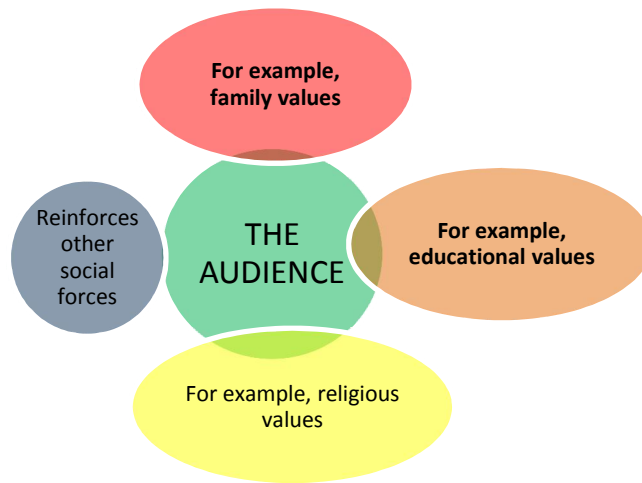 For example,
family values
Reinforces
other
social
forces
THE
AUDIENCE
For example,
educational values
For example, religious
values